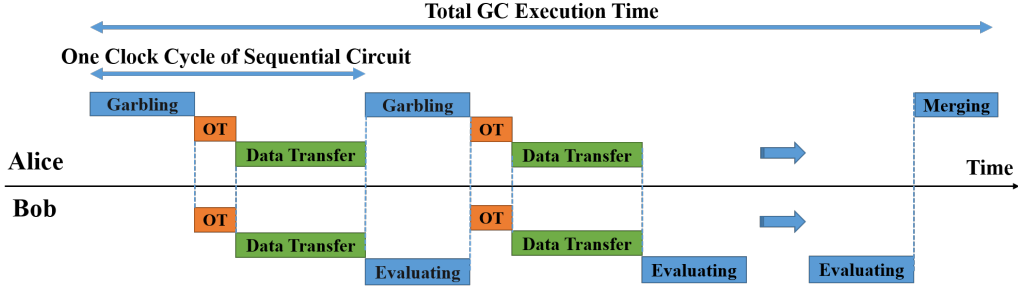 Total GC Execution Time
One Clock Cycle of Sequential Circuit
Garbling
Garbling
Merging
OT
OT
Data Transfer
Data Transfer
Alice
Time
Bob
OT
OT
Data Transfer
Data Transfer
Evaluating
Evaluating
Evaluating